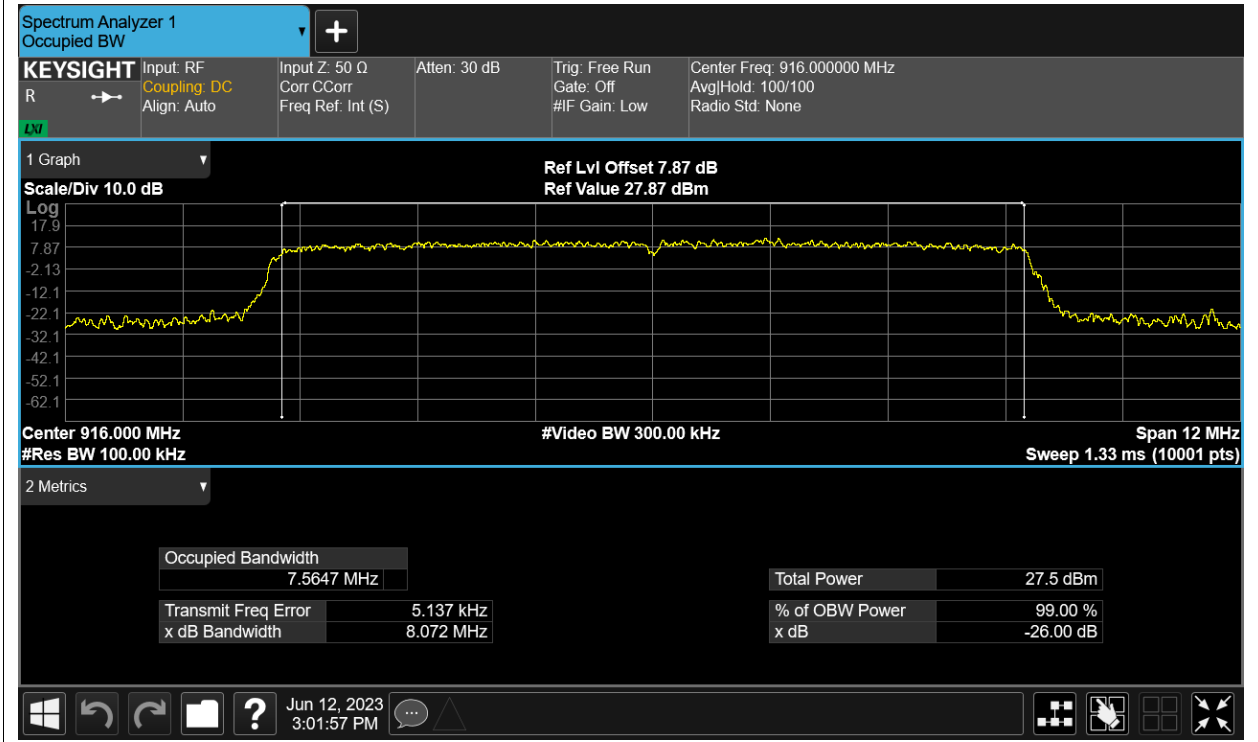 Spectrum Analyzer 1
Occupied BW
KEYSIGHT Input: RF Input Z: 50 Ω Atten: 30 dB Trig: Free Run Center Freq: 916.000000 MHz
R Coupling: DC Corr CCorr Gate: Off Avg|Hold: 100/100
Align: Auto Freq Ref: Int (S) #IF Gain: Low Radio Std: None
LXI
1 Graph
Ref Lvl Offset 7.87 dB
Scale/Div 10.0 dB Ref Value 27.87 dBm
Log
17.9
7.87
-2.13
-12.1
-22.1
-32.1
-42.1
-52.1
-62.1
Center 916.000 MHz #Video BW 300.00 kHz Span 12 MHz
#Res BW 100.00 kHz Sweep 1.33 ms (10001 pts)
2 Metrics
Occupied Bandwidth
7.5647 MHz Total Power 27.5 dBm
Transmit Freq Error 5.137 kHz % of OBW Power 99.00 %
x dB Bandwidth 8.072 MHz x dB -26.00 dB
? Jun 12, 2023
3:01:57 PM